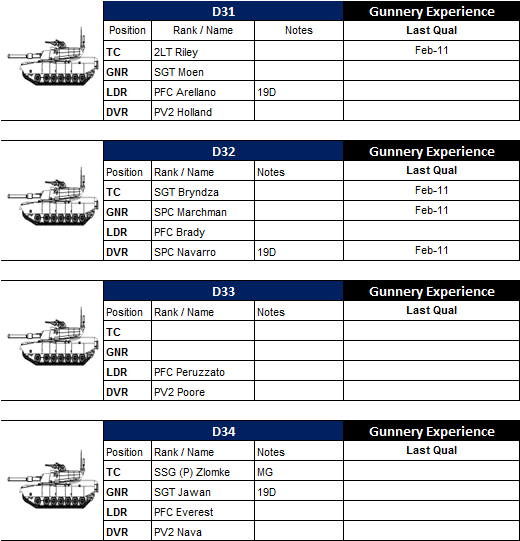 D31 Gunnery Experience
Position Rank / Name Notes Last Qual
TC 2LT Riley Feb-11
GNR SGT Moen
LDR PFC Arellano 19D
DVR PV2 Holland
D32 Gunnery Experience
Position Rank / Name Notes Last Qual
TC SGT Bryndza Feb-11
GNR SPC Marchman Feb-11
LDR PFC Brady
DVR SPC Navarro 19D Feb-11
D33 Gunnery Experience
Position Rank / Name Notes Last Qual
TC
GNR
LDR PFC Peruzzato
DVR PV2 Poore
D34 Gunnery Experience
Position Rank / Name Notes Last Qual
TC SSG (P) Zlomke MG
GNR SGT Jawan 19D
LDR PFC Everest
DVR PV2 Nava